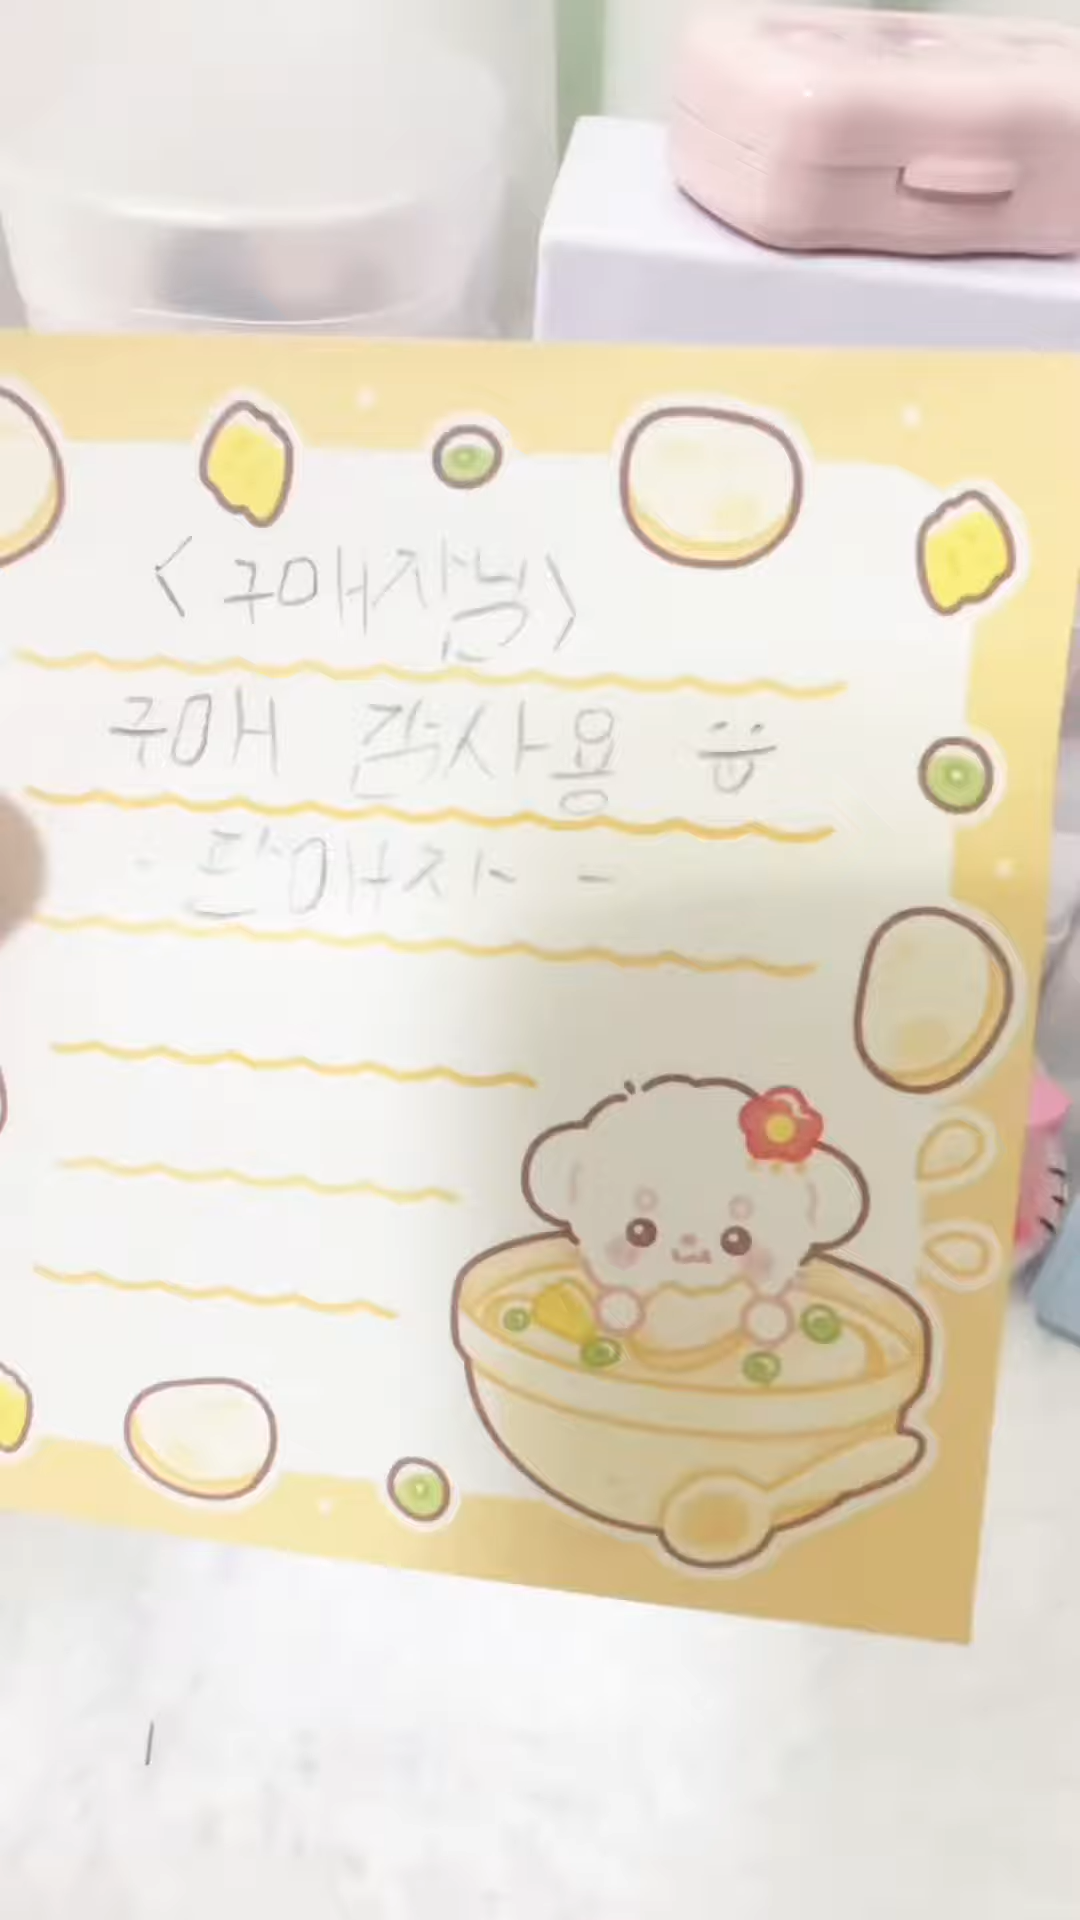 <구매자님>
구매 감사용 ㅎ
- 판매자 -